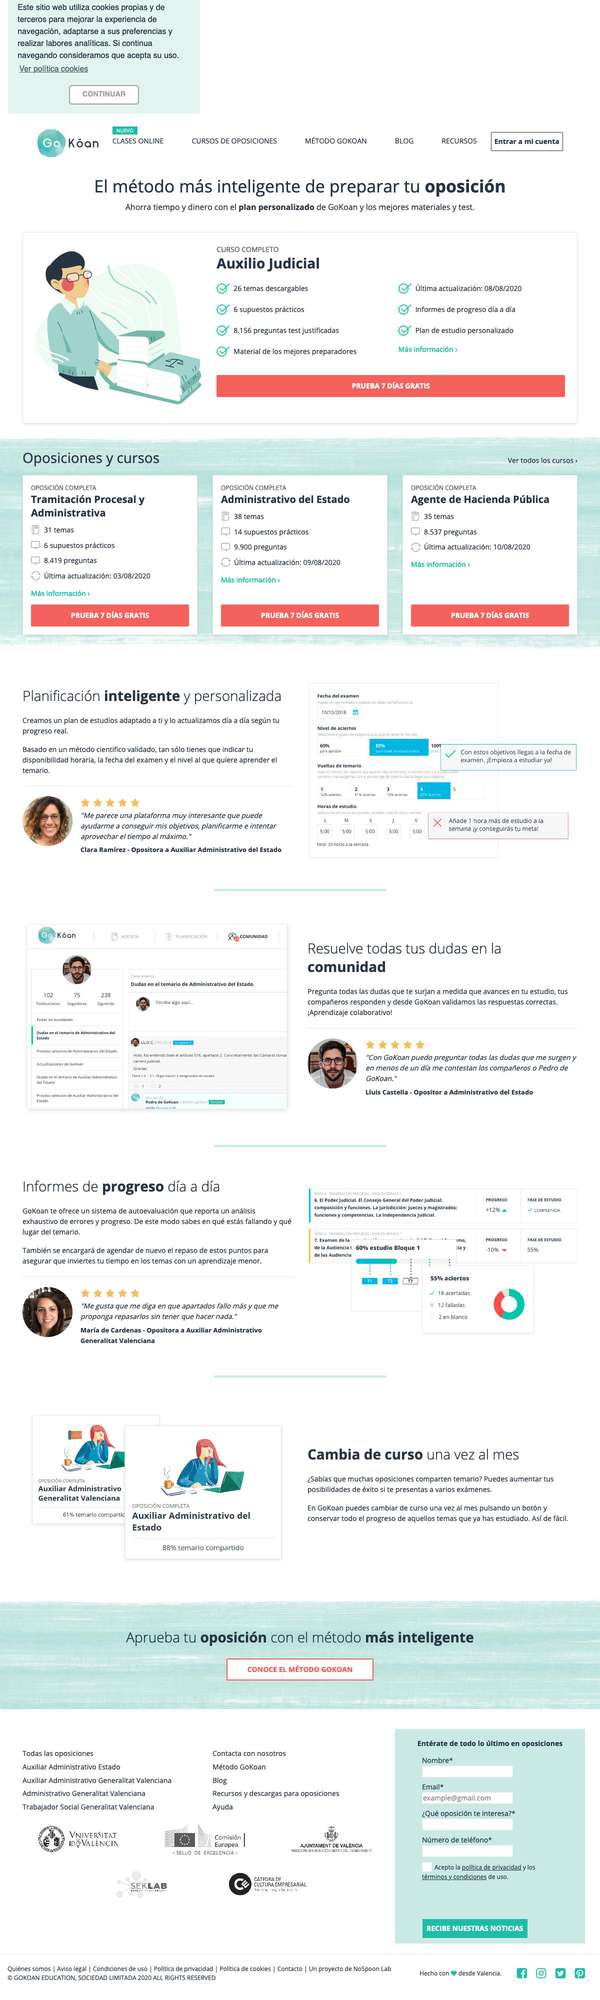 Este sitio web utiliza cookies propias y de
terceros para mejorar la experiencia de
navegación, adaptarse a sus preferencias y
realizar labores analíticas. Si continua
navegando consideramos que acepta su uso.
Ver política cookies
CONTINUAR
Go Kōan
NUEVO
CLASES ONLINE
CURSOS DE OPOSICIONES
MÉTODO GOKOAN
BLOG
RECURSOS
Entrar a mi cuenta
El método más inteligente de preparar tu oposición
Ahorra tiempo y dinero con el plan personalizado de GoKoan y los mejores materiales y test.
CURSO COMPLETO
Auxilio Judicial
26 temas descargables
6 supuestos prácticos
8.156 preguntas test justificadas
Material de los mejores preparadores
Última actualización: 08/08/2020
Informes de progreso día a día
Plan de estudio personalizado
Más información ›
PRUEBA 7 DÍAS GRATIS
Oposiciones y cursos
Ver todos los cursos ›
OPOSICIÓN COMPLETA
Tramitación Procesal y
Administrativa
31 temas
6 supuestos prácticos
8.419 preguntas
Última actualización: 03/08/2020
Más información ›
PRUEBA 7 DÍAS GRATIS
OPOSICIÓN COMPLETA
Administrativo del Estado
38 temas
14 supuestos prácticos
9.900 preguntas
Última actualización: 09/08/2020
Más información ›
PRUEBA 7 DÍAS GRATIS
OPOSICIÓN COMPLETA
Agente de Hacienda Pública
35 temas
8.537 preguntas
Última actualización: 10/08/2020
Más información ›
PRUEBA 7 DÍAS GRATIS
Planificación inteligente y personalizada
Creamos un plan de estudios adaptado a ti y lo actualizamos día a día según tu
progreso real.
Basado en un método científico validado, tan sólo tienes que indicar tu
disponibilidad horaria, la fecha del examen y el nivel al que quiere aprender el
temario.
"Me parece una plataforma muy interesante que puede
ayudarme a conseguir mis objetivos, planificarme e intentar
aprovechar el tiempo al máximo."
Clara Ramírez - Opositora a Auxiliar Administrativo del Estado
Fecha del examen
10/10/2018
Nivel de aciertos
60%
80%
100%
Con estos objetivos llegas a la fecha de
examen. ¡Empieza a estudiar ya!
Vueltas de temario
1 2 3 4 5
Horas de estudio
L M X J V
5:00 5:00 5:00 5:00 5:00
Añade 1 hora más de estudio a la
semana ¡y conseguirás tu meta!
Go Kōan
AGENDA
PLANIFICACIÓN
COMUNIDAD
102 75 238
Dudas en el temario de Administrativo del Estado
Escribe algo aquí...
Dudas en el temario de Administrativo del
Estado
Pedro de GoKoan
Resuelve todas tus dudas en la
comunidad
Pregunta todas las dudas que te surjan a medida que avances en tu estudio, tus
compañeros responden y desde GoKoan validamos las respuestas correctas.
¡Aprendizaje colaborativo!
"Con GoKoan puedo preguntar todas las dudas que me surgen y
en menos de un día me contestan los compañeros o Pedro de
GoKoan."
Lluis Castella - Opositor a Administrativo del Estado
Informes de progreso día a día
GoKoan te ofrece un sistema de autoevaluación que reporta un análisis
exhaustivo de errores y progreso. De este modo sabes en qué estás fallando y qué
lugar del temario.
También se encargará de agendar de nuevo el repaso de estos puntos para
asegurar que inviertes tu tiempo en los temas con un aprendizaje menor.
"Me gusta que me diga en que apartados fallo más y que me
proponga repasarlos sin tener que hacer nada."
María de Cardenas - Opositora a Auxiliar Administrativo
Generalitat Valenciana
6. El Poder Judicial. El Consejo General del Poder Judicial:
composición y funciones. La jurisdicción: jueces y magistrados:
funciones y competencias. La independencia judicial.
PROGRESO
+12%
FASE DE ESTUDIO
COMPLETADA
7. Examen de la
de la Audiencia
de las Audiencia
PROGRESO
-10%
FASE DE ESTUDIO
55%
60% estudio Bloque 1
T1 T2 T7
55% aciertos
18 acertadas
12 falladas
2 en blanco
OPOSICIÓN COMPLETA
Auxiliar Administrativo
Generalitat Valenciana
61% temario compartido
OPOSICIÓN COMPLETA
Auxiliar Administrativo del
Estado
88% temario compartido
Cambia de curso una vez al mes
¿Sabías que muchas oposiciones comparten temario? Puedes aumentar tus
posibilidades de éxito si te presentas a varios exámenes.
En GoKoan puedes cambiar de curso una vez al mes pulsando un botón y
conservar todo el progreso de aquellos temas que ya has estudiado. Así de fácil.
Aprueba tu oposición con el método más inteligente
CONOCE EL MÉTODO GOKOAN
Todas las oposiciones
Auxiliar Administrativo Estado
Auxiliar Administrativo Generalitat Valenciana
Administrativo Generalitat Valenciana
Trabajador Social Generalitat Valenciana
Contacta con nosotros
Método GoKoan
Blog
Recursos y descargas para oposiciones
Ayuda
VNIVERSITAT
ID VALÈNCIA
Comisión
Europea
- SELLO DE EXCELENCIA -
AJUNTAMENT DE VALÈNCIA
SEKLAB
CÁTEDRA DE
CULTURA EMPRESARIAL
Entérate de todo lo último en oposiciones
Nombre*
Email*
example@gmail.com
¿Qué oposición te interesa?*
Número de teléfono*
Acepto la política de privacidad y los
términos y condiciones de uso.
RECIBE NUESTRAS NOTICIAS
Quiénes somos | Aviso legal | Condiciones de uso | Política de privacidad | Política de cookies | Contacto | Un proyecto de NoSpoon Lab
© GOKOAN EDUCATION, SOCIEDAD LIMITADA 2020 ALL RIGHTS RESERVED
Hecho con desde Valencia.